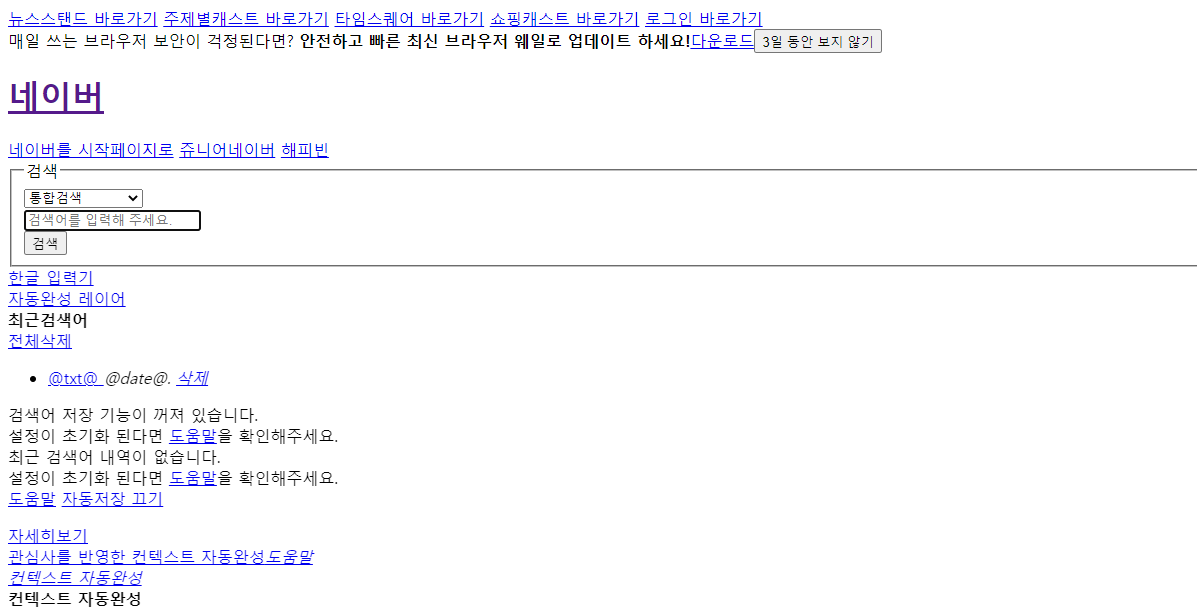 뉴스스탠드 바로가기 주제별캐스트 바로가기 타임스퀘어 바로가기 쇼핑캐스트 바로가기 로그인 바로가기
매일 쓰는 브라우저 보안이 걱정된다면? 안전하고 빠른 최신 브라우저 웨일로 업데이트 하세요!다운로드 3일 동안 보지 않기
네이버
네이버를 시작페이지로 쥬니어네이버 해피빈
검색
통합검색
검색어를 입력해 주세요.
검색
한글 입력기
자동완성 레이어
최근검색어
전체삭제
@txt@ @date@. 삭제
검색어 저장 기능이 꺼져 있습니다.
설정이 초기화 된다면 도움말을 확인해주세요.
최근 검색어 내역이 없습니다.
설정이 초기화 된다면 도움말을 확인해주세요.
도움말 자동저장 끄기
자세히보기
관심사를 반영한 컨텍스트 자동완성도움말
컨텍스트 자동완성
컨텍스트 자동완성